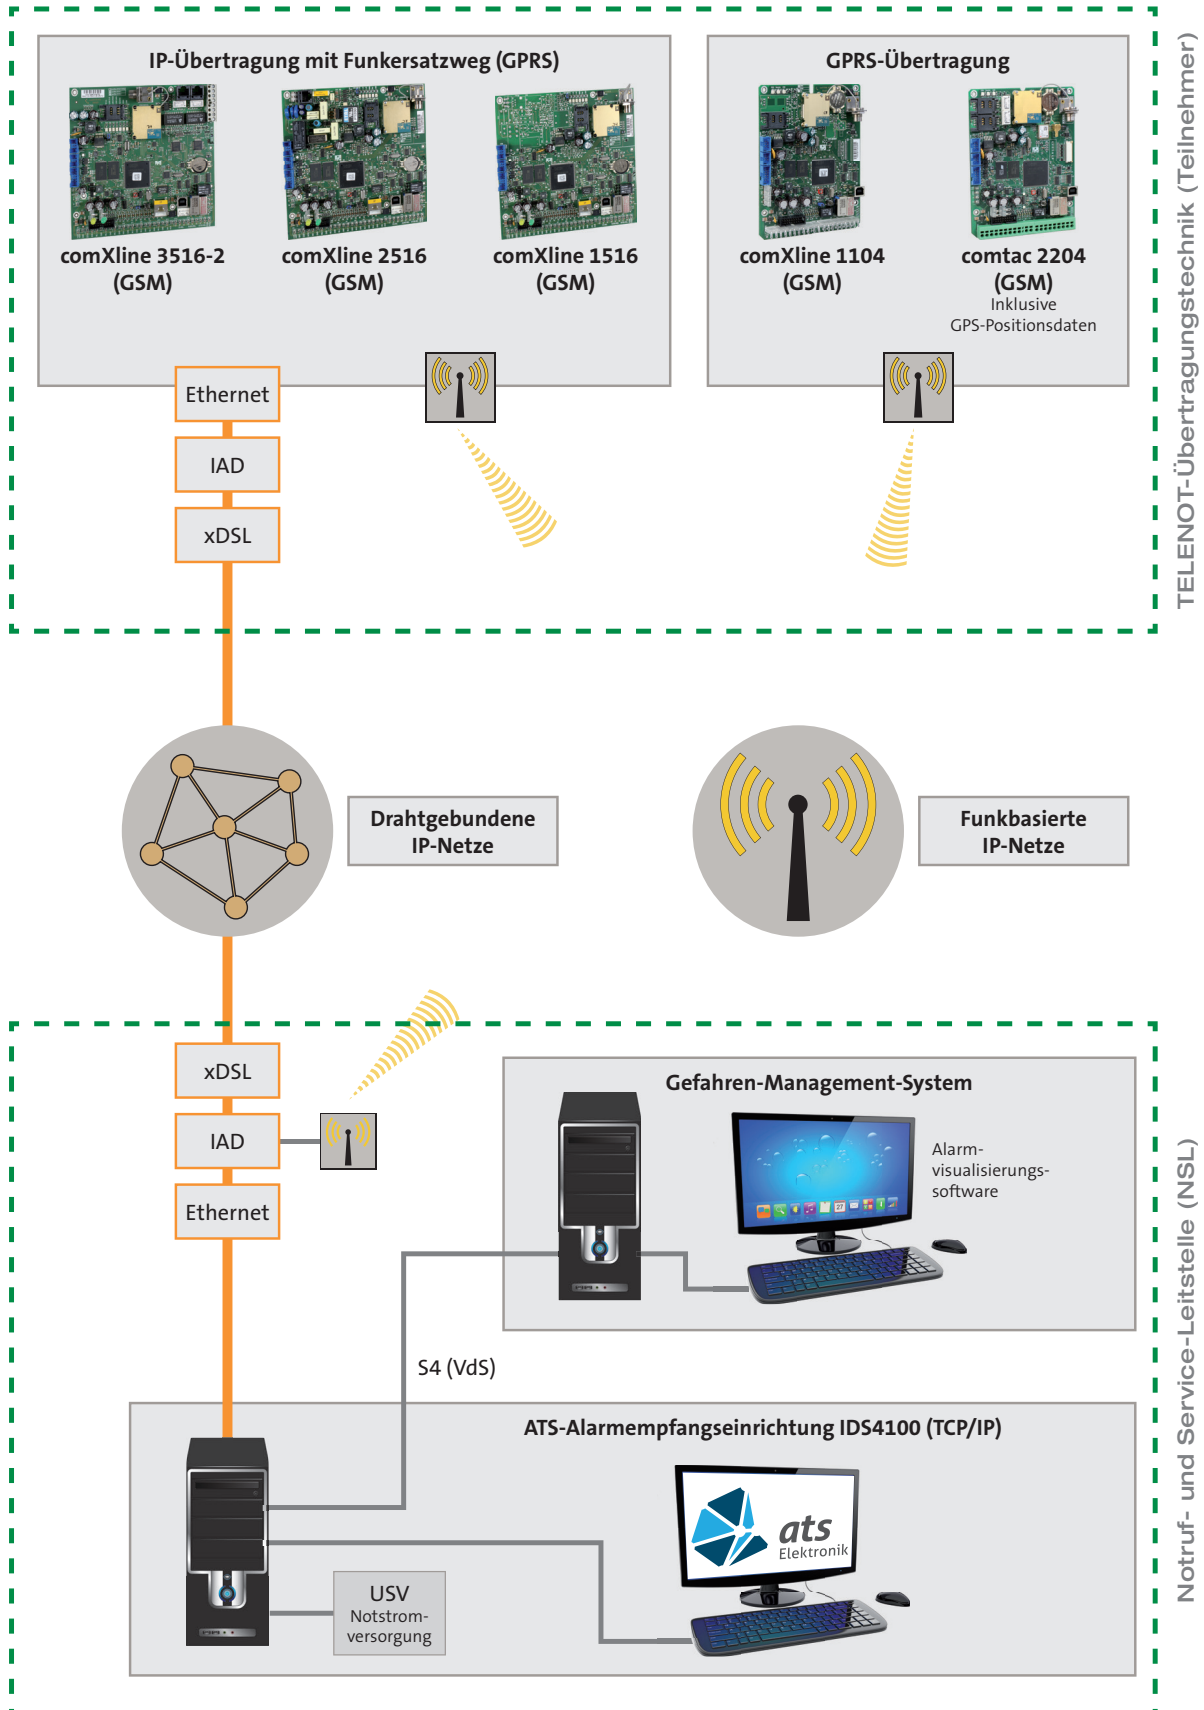 IP-Übertragung mit Funkersatzweg (GPRS)
comXline 3516-2
(GSM)
comXline 2516
(GSM)
comXline 1516
(GSM)
GPRS-Übertragung
comXline 1104
(GSM)
comtac 2204
(GSM)
Inklusive
GPS-Positionsdaten
TELENOT-Übertragungstechnik (Teilnehmer)
Ethernet
IAD
xDSL
Drahtgebundene
IP-Netze
Funkbasierte
IP-Netze
xDSL
IAD
Ethernet
Gefahren-Management-System
Alarm-
visualisierungs-
software
27
S4 (VdS)
ATS-Alarmempfangseinrichtung IDS4100 (TCP/IP)
ats
Elektronik
USV
Notstrom-
versorgung
Notruf- und Service-Leitstelle (NSL)